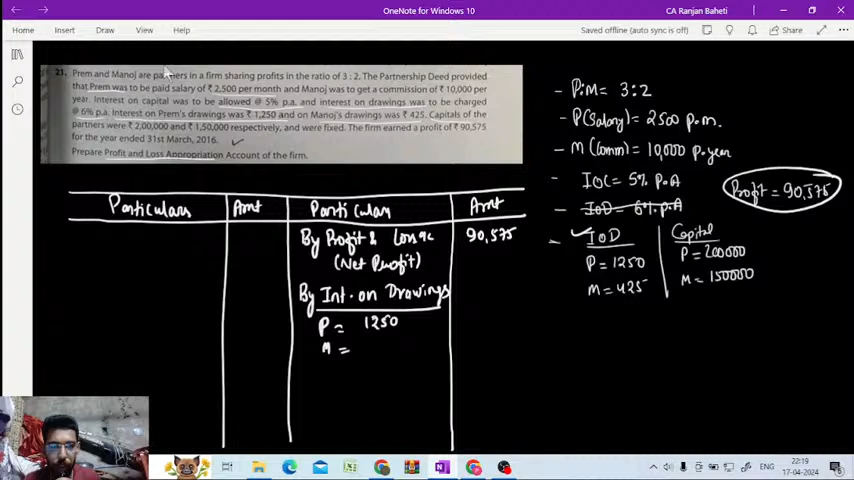 OneNote for Windows 10
CA Ranjan Baheti
Home Insert Draw View Help
Saved offline (auto sync is off)
Share
21. Prem and Manoj are partners in a firm sharing profits in the ratio of 3 : 2. The Partnership Deed provided
that Prem was to be paid salary of ₹ 2,500 per month and Manoj was to get a commission of ₹ 10,000 per
year. Interest on capital was to be allowed @ 5% p.a. and interest on drawings was to be charged
@ 6% p.a. Interest on Prem's drawings was ₹ 1,250 and on Manoj's drawings was ₹ 425. Capitals of the
partners were ₹ 2,00,000 and ₹ 1,50,000 respectively, and were fixed. The firm earned a profit of ₹ 90,575
for the year ended 31st March, 2016.
Prepare Profit and Loss Appropriation Account of the firm.
- P:M = 3:2
- P(Salary) = 2500 p.m.
- M (Comm) = 10,000 p.year
- IOC = 5% P.A
- IOD = 6% P.A
Profit = 90,575
- IOD
P = 1250
M = 425
Capital
P = 200000
M = 150000
Particulars Amt Particulars Amt
By Profit & Loss a/c 90,575
(Net Profit)
By Int. on Drawings
P = 1250
M =
ENG
22:19
17-04-2024